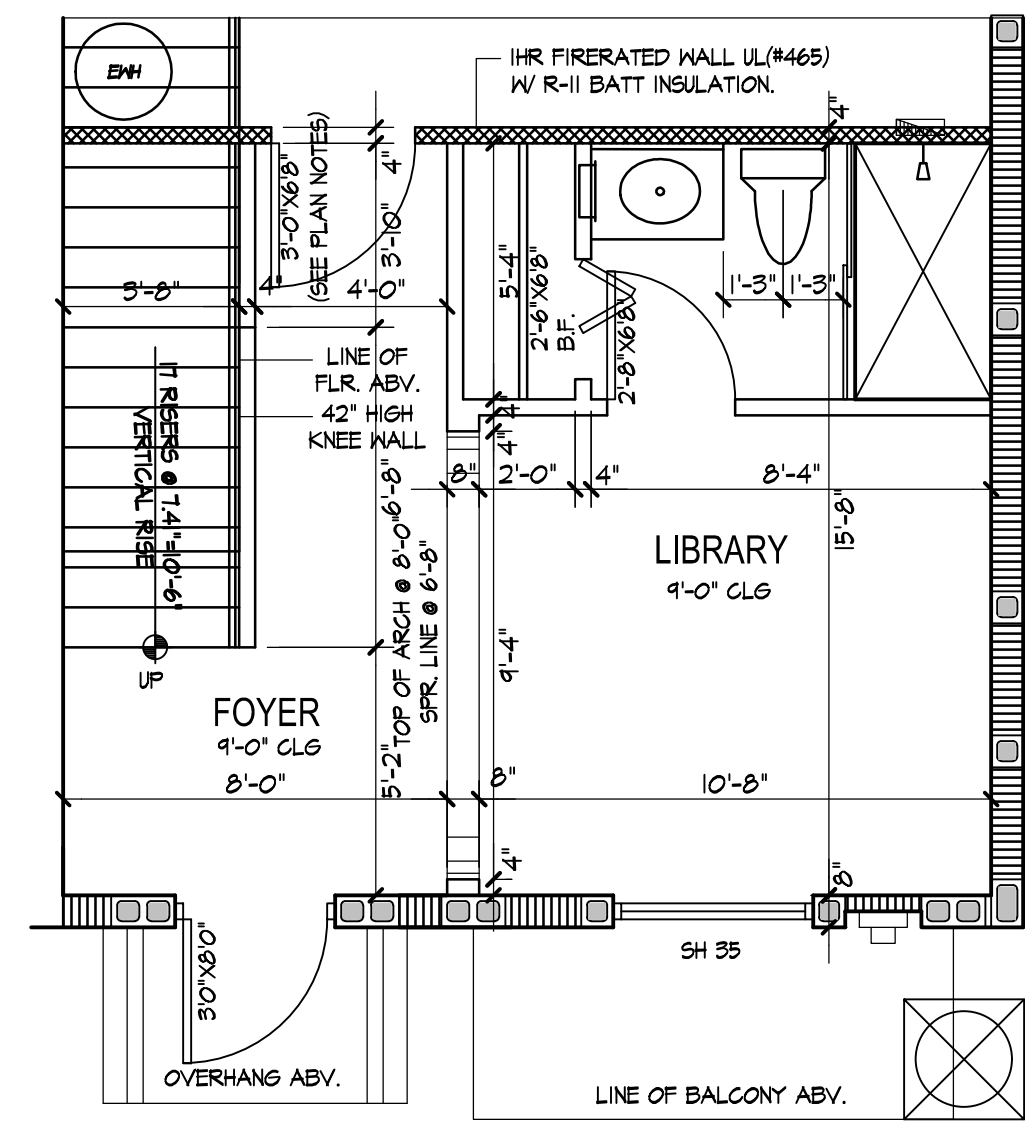 EWH
1HR FIRERATED WALL UL(#465)
W/ R-11 BATT INSULATION.
4"
3'-0"X6'8"
(SEE PLAN NOTES)
4"
3'-10"
3'-8"
4"
4'-0"
5'-4"
2'-6"X6'8"
B.F.
2'-8"X6'8"
1'-3"
1'-3"
LINE OF
FLR. ABV.
42" HIGH
KNEE WALL
17 RISERS @ 7.41"=10'-6"
VERTICAL RISE
4"
4"
8"
2'-0"
4"
8'-4"
6'-8"
15'-8"
TOP OF ARCH @ 8'-0"
SPR. LINE @ 6'-8"
LIBRARY
9'-0" CLG
9'-4"
UP
FOYER
9'-0" CLG
5'-2"
8'-0"
8"
10'-8"
4"
8"
SH 35
3'0"X8'0"
OVERHANG ABV.
LINE OF BALCONY ABV.